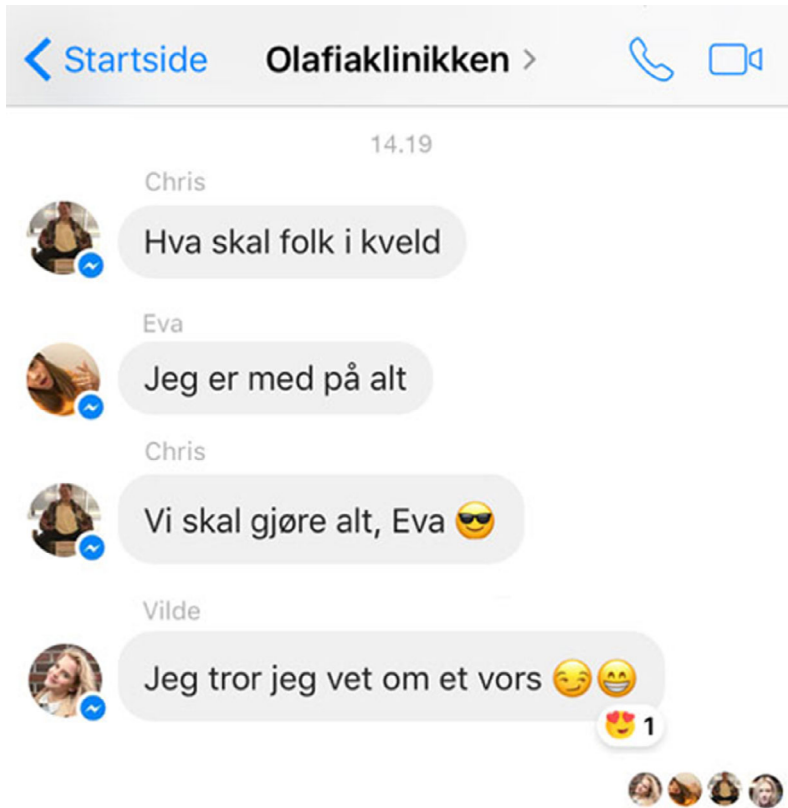 Startside Olafiaklinikken >
14.19
Chris
Hva skal folk i kveld
Eva
Jeg er med på alt
Chris
Vi skal gjøre alt, Eva 😎
Vilde
Jeg tror jeg vet om et vors 😏😁
😍 1